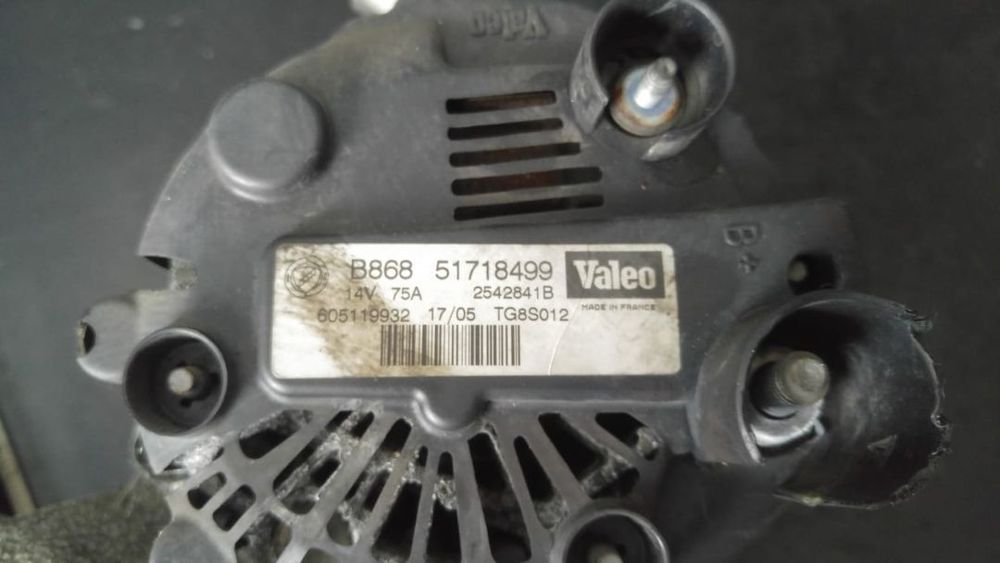 Valeo
B+
B868 51718499 Valeo
14V 75A 2542841B MADE IN FRANCE
605119932 17/05 TG8S012